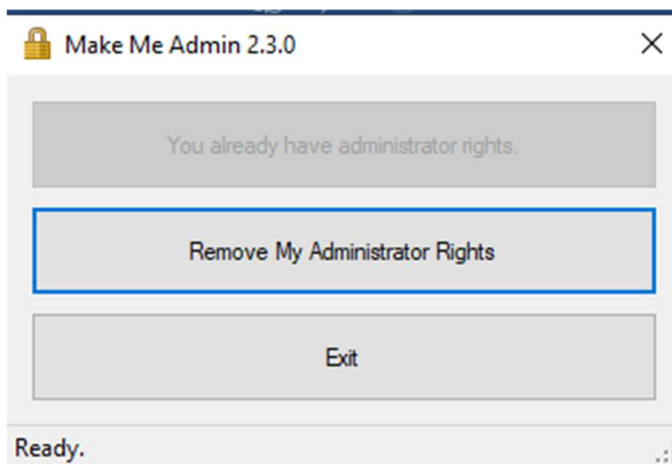 Make Me Admin 2.3.0
You already have administrator rights.
Remove My Administrator Rights
Exit
Ready.